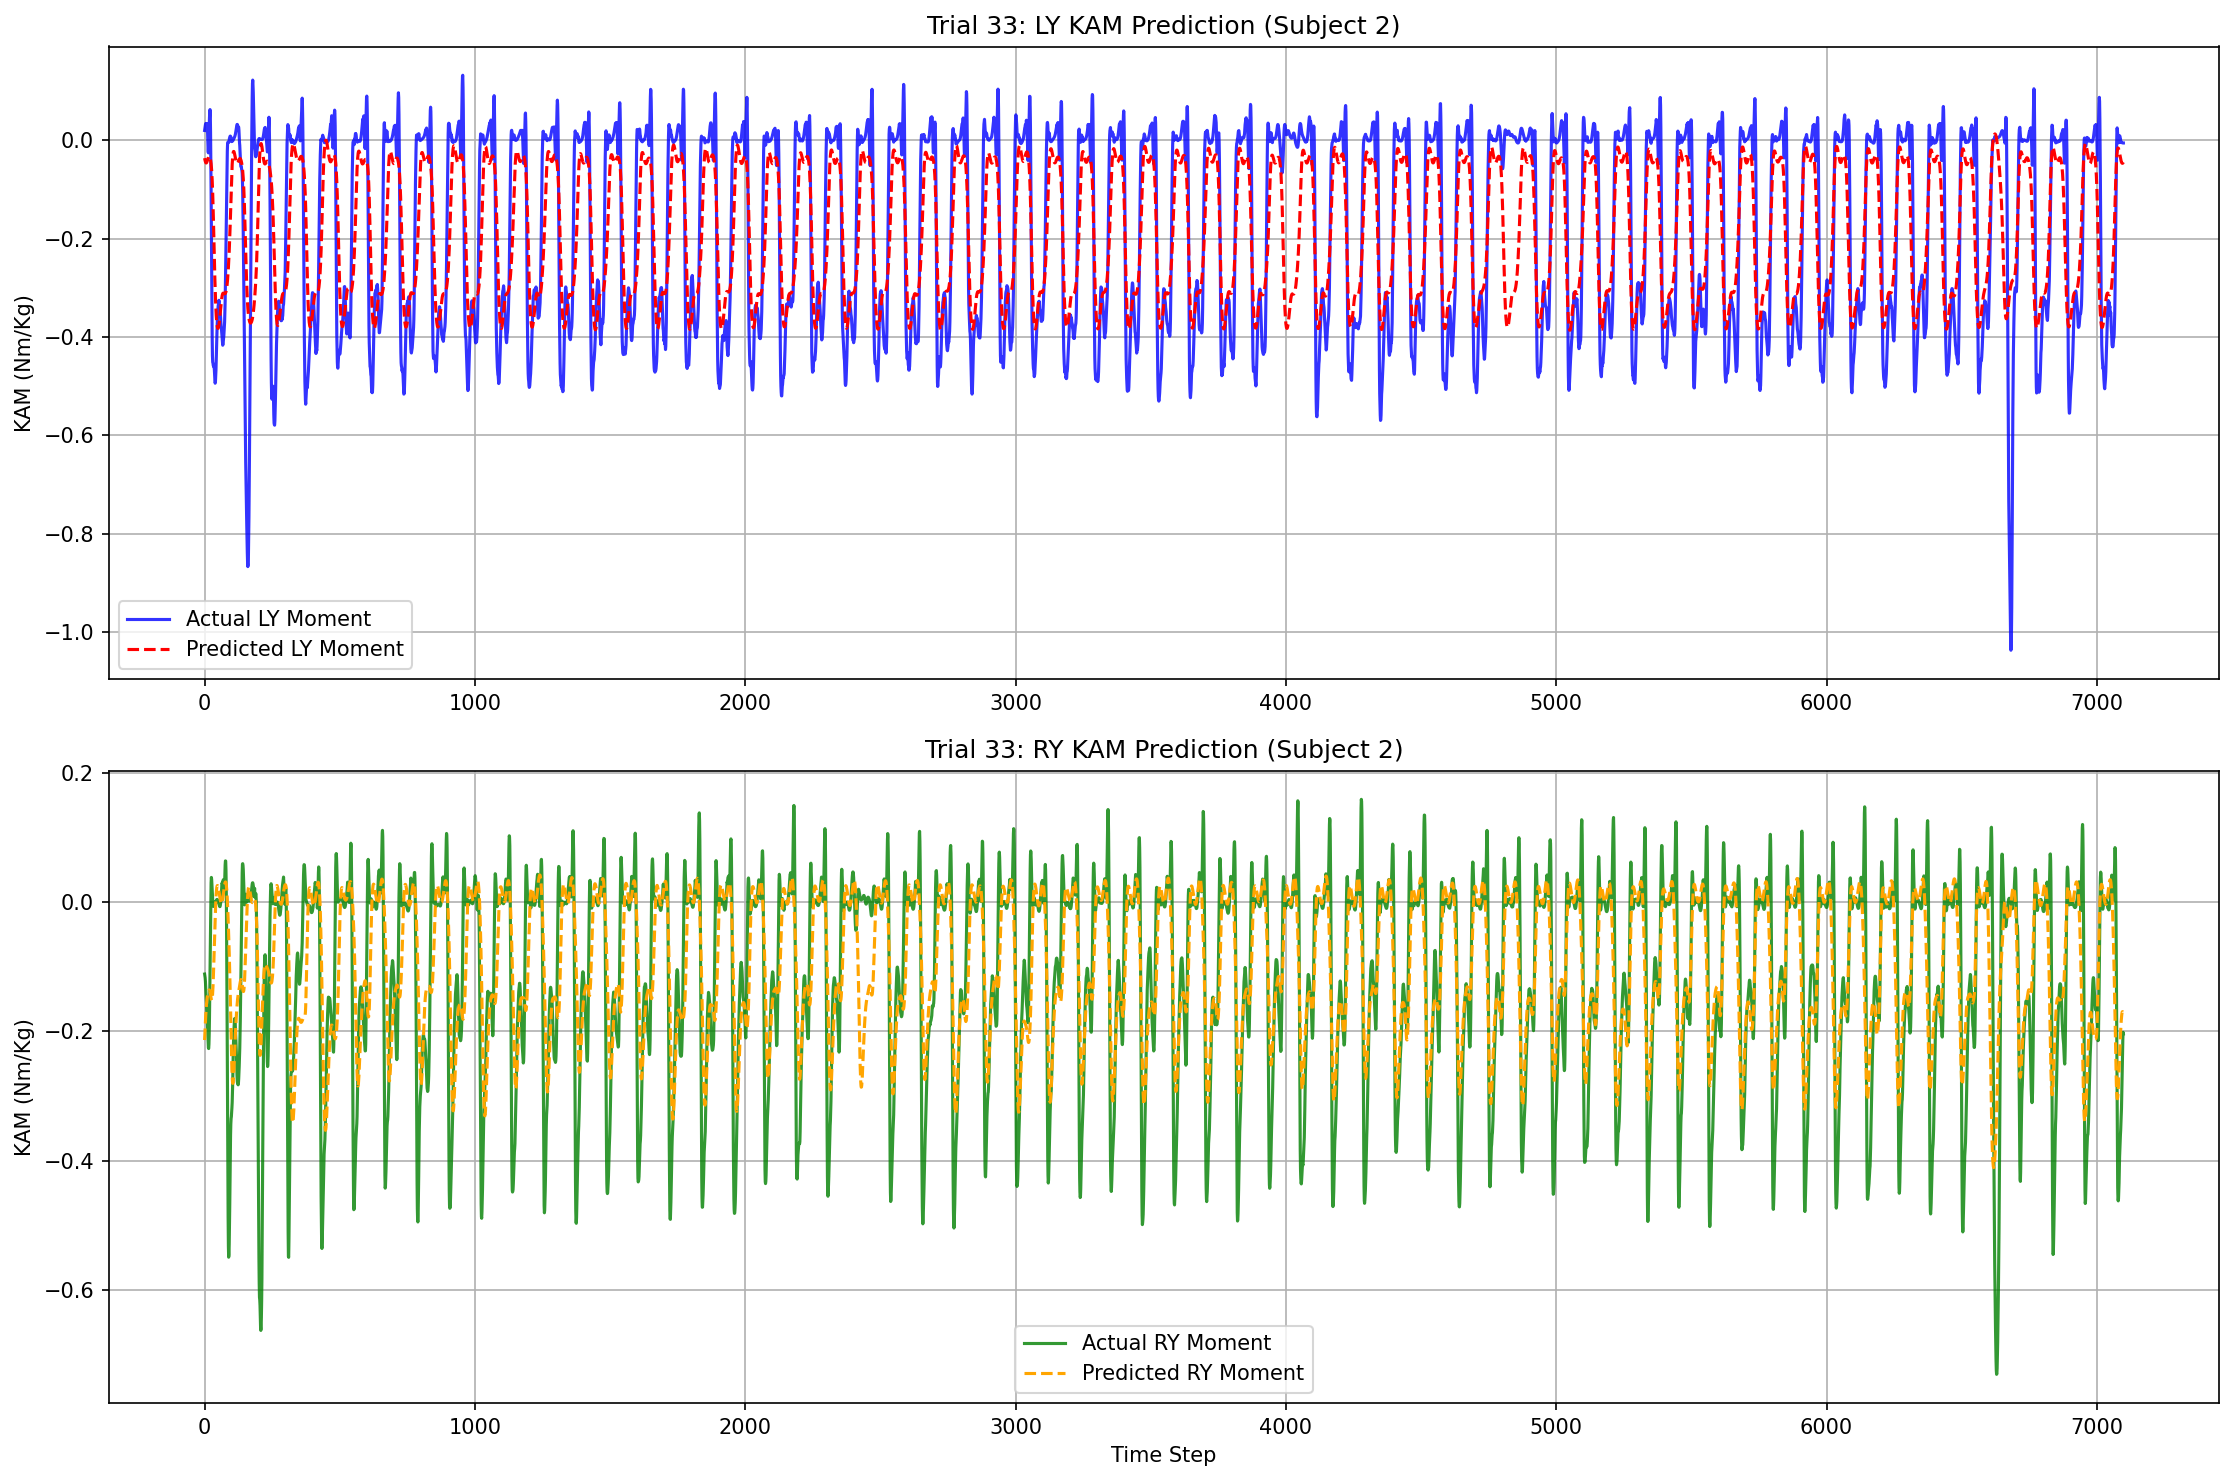 Trial 33: LY KAM Prediction (Subject 2)
KAM (Nm/Kg)
0.0
−0.2
−0.4
−0.6
−0.8
−1.0
Actual LY Moment
Predicted LY Moment
0 1000 2000 3000 4000 5000 6000 7000
Trial 33: RY KAM Prediction (Subject 2)
KAM (Nm/Kg)
0.2
0.0
−0.2
−0.4
−0.6
Actual RY Moment
Predicted RY Moment
0 1000 2000 3000 4000 5000 6000 7000
Time Step